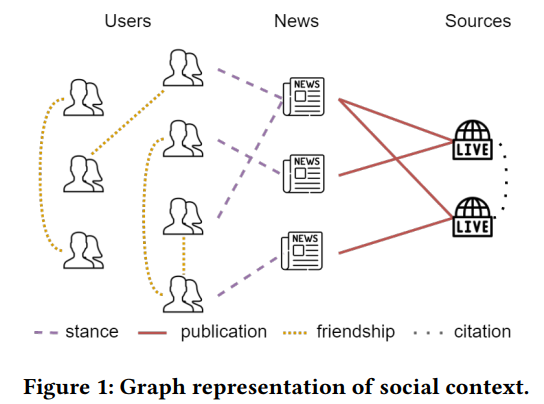 Users News Sources
NEWS
NEWS
LIVE
LIVE
NEWS
stance publication friendship citation
Figure 1: Graph representation of social context.